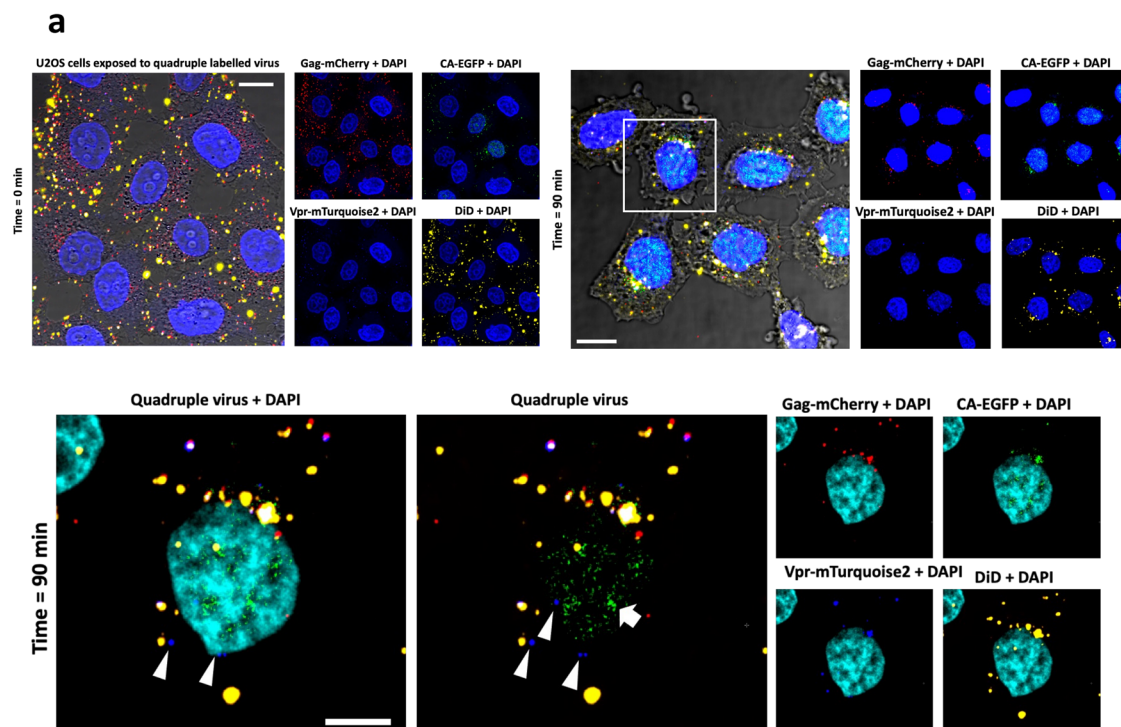 a
U2OS cells exposed to quadruple labelled virus
Gag-mCherry + DAPI
CA-EGFP + DAPI
Vpr-mTurquoise2 + DAPI
DiD + DAPI
Time = 0 min
Gag-mCherry + DAPI
CA-EGFP + DAPI
Vpr-mTurquoise2 + DAPI
DiD + DAPI
Time = 90 min
Quadruple virus + DAPI
Quadruple virus
Gag-mCherry + DAPI
CA-EGFP + DAPI
Vpr-mTurquoise2 + DAPI
DiD + DAPI
Time = 90 min